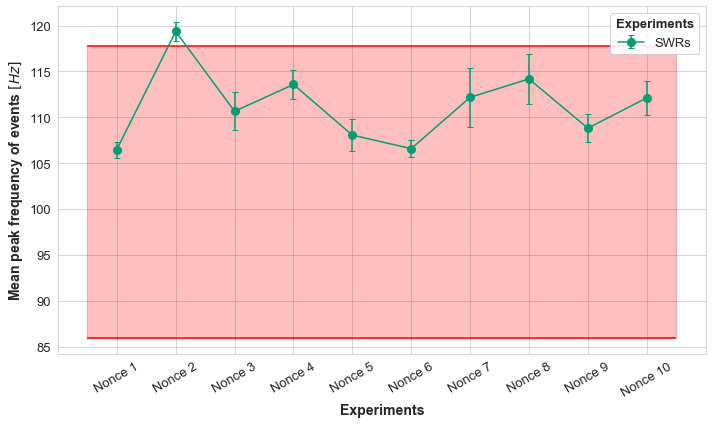 Mean peak frequency of events [Hz]
120
115
110
105
100
95
90
85
Experiments
SWRs
Nonce 1
Nonce 2
Nonce 3
Nonce 4
Nonce 5
Nonce 6
Nonce 7
Nonce 8
Nonce 9
Nonce 10
Experiments